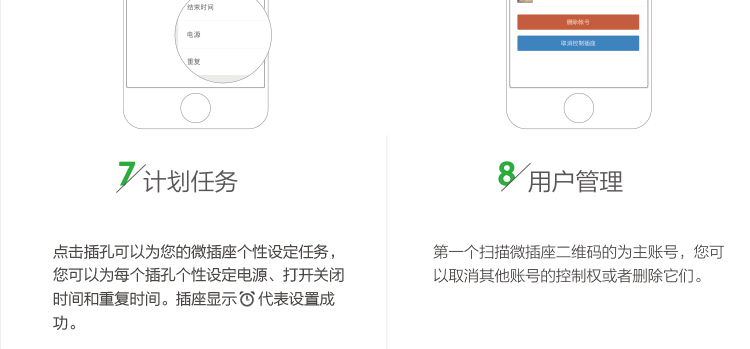 结束时间
电源
重复
删除帐号
取消控制插座
7 计划任务
点击插孔可以为您的微插座个性设定任务，
您可以为每个插孔个性设定电源、打开关闭
时间和重复时间。插座显示⏰代表设置成
功。
8 用户管理
第一个扫描微插座二维码的为主账号，您可
以取消其他账号的控制权或者删除它们。